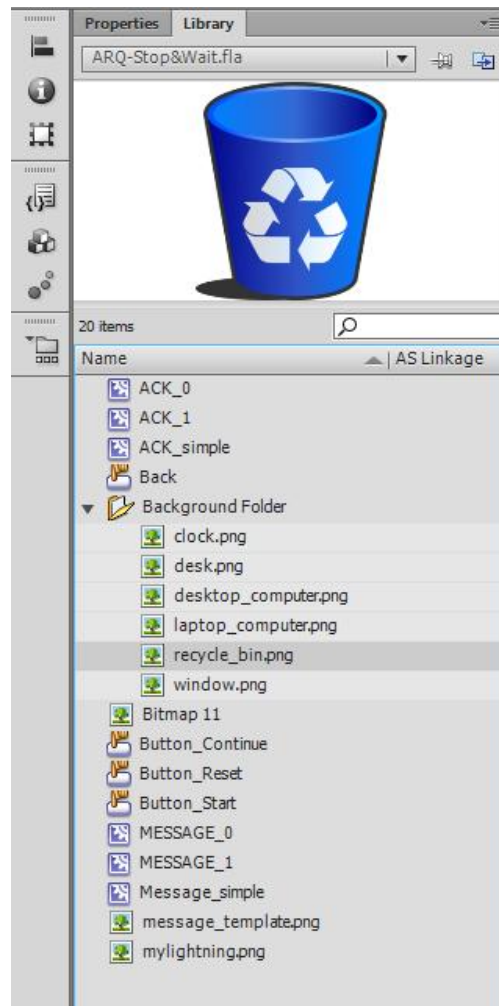 Properties Library
ARQ-Stop&Wait.fla
20 items
Name AS Linkage
ACK_0
ACK_1
ACK_simple
Back
Background Folder
clock.png
desk.png
desktop_computer.png
laptop_computer.png
recycle_bin.png
window.png
Bitmap 11
Button_Continue
Button_Reset
Button_Start
MESSAGE_0
MESSAGE_1
Message_simple
message_template.png
mylightning.png